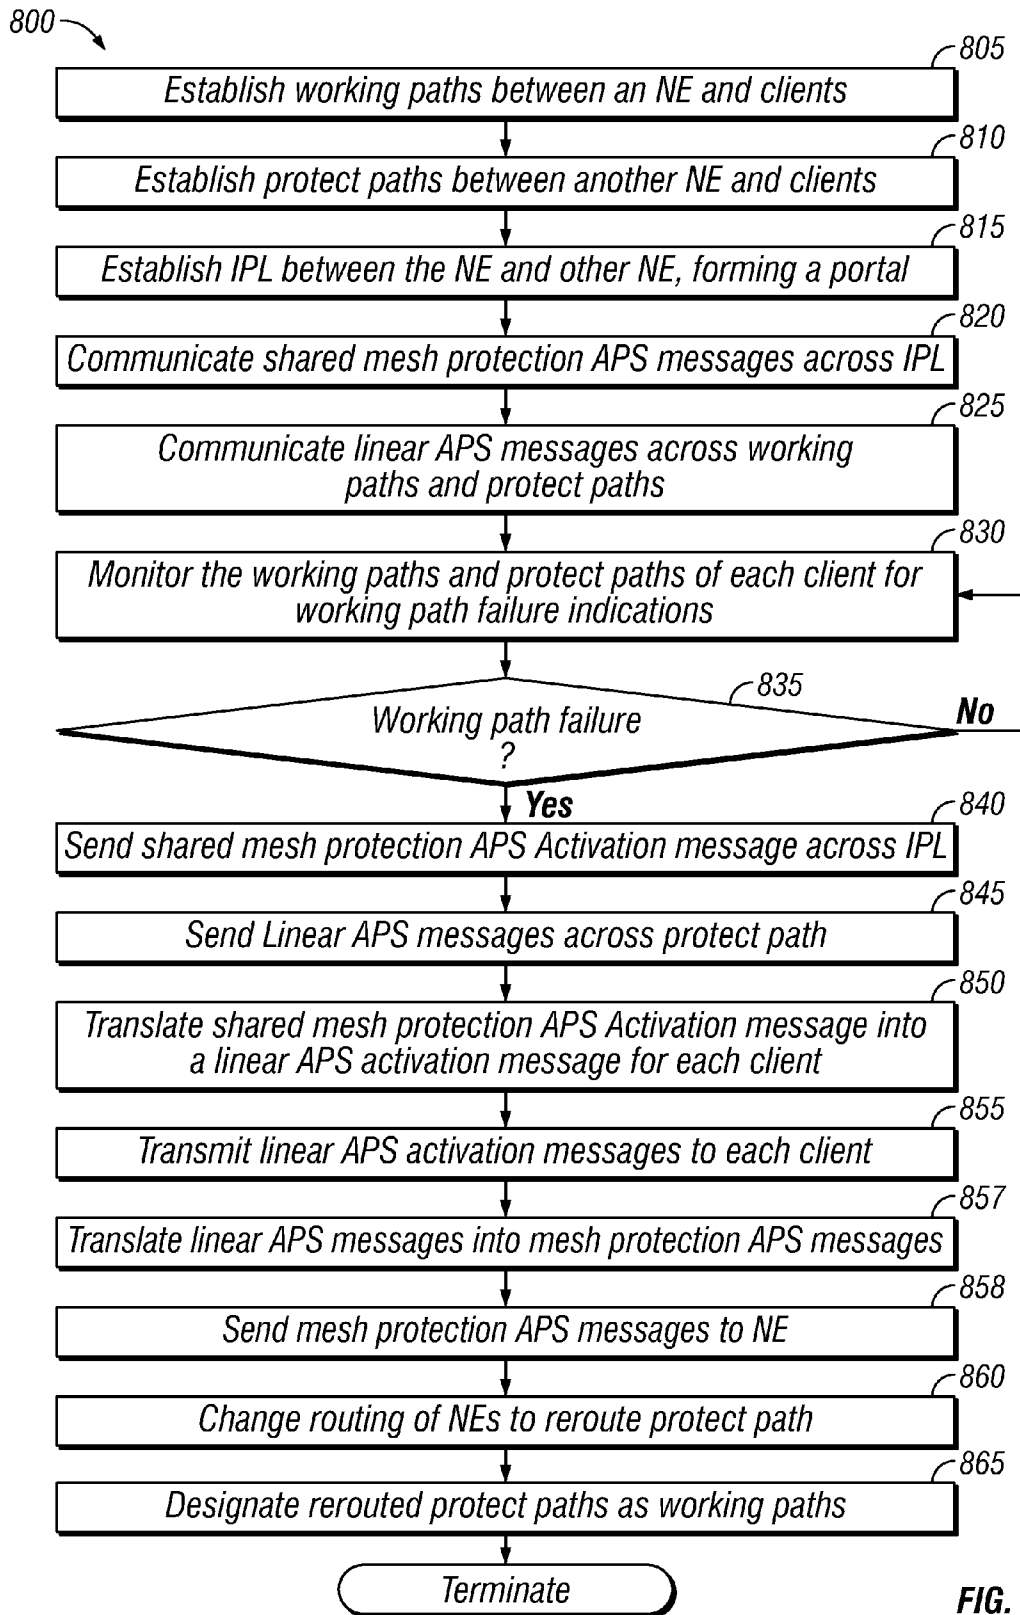 800
805
Establish working paths between an NE and clients
810
Establish protect paths between another NE and clients
815
Establish IPL between the NE and other NE, forming a portal
820
Communicate shared mesh protection APS messages across IPL
825
Communicate linear APS messages across working
paths and protect paths
830
Monitor the working paths and protect paths of each client for
working path failure indications
835
Working path failure
?
No
Yes
840
Send shared mesh protection APS Activation message across IPL
845
Send Linear APS messages across protect path
850
Translate shared mesh protection APS Activation message into
a linear APS activation message for each client
855
Transmit linear APS activation messages to each client
857
Translate linear APS messages into mesh protection APS messages
858
Send mesh protection APS messages to NE
860
Change routing of NEs to reroute protect path
865
Designate rerouted protect paths as working paths
Terminate
FIG.